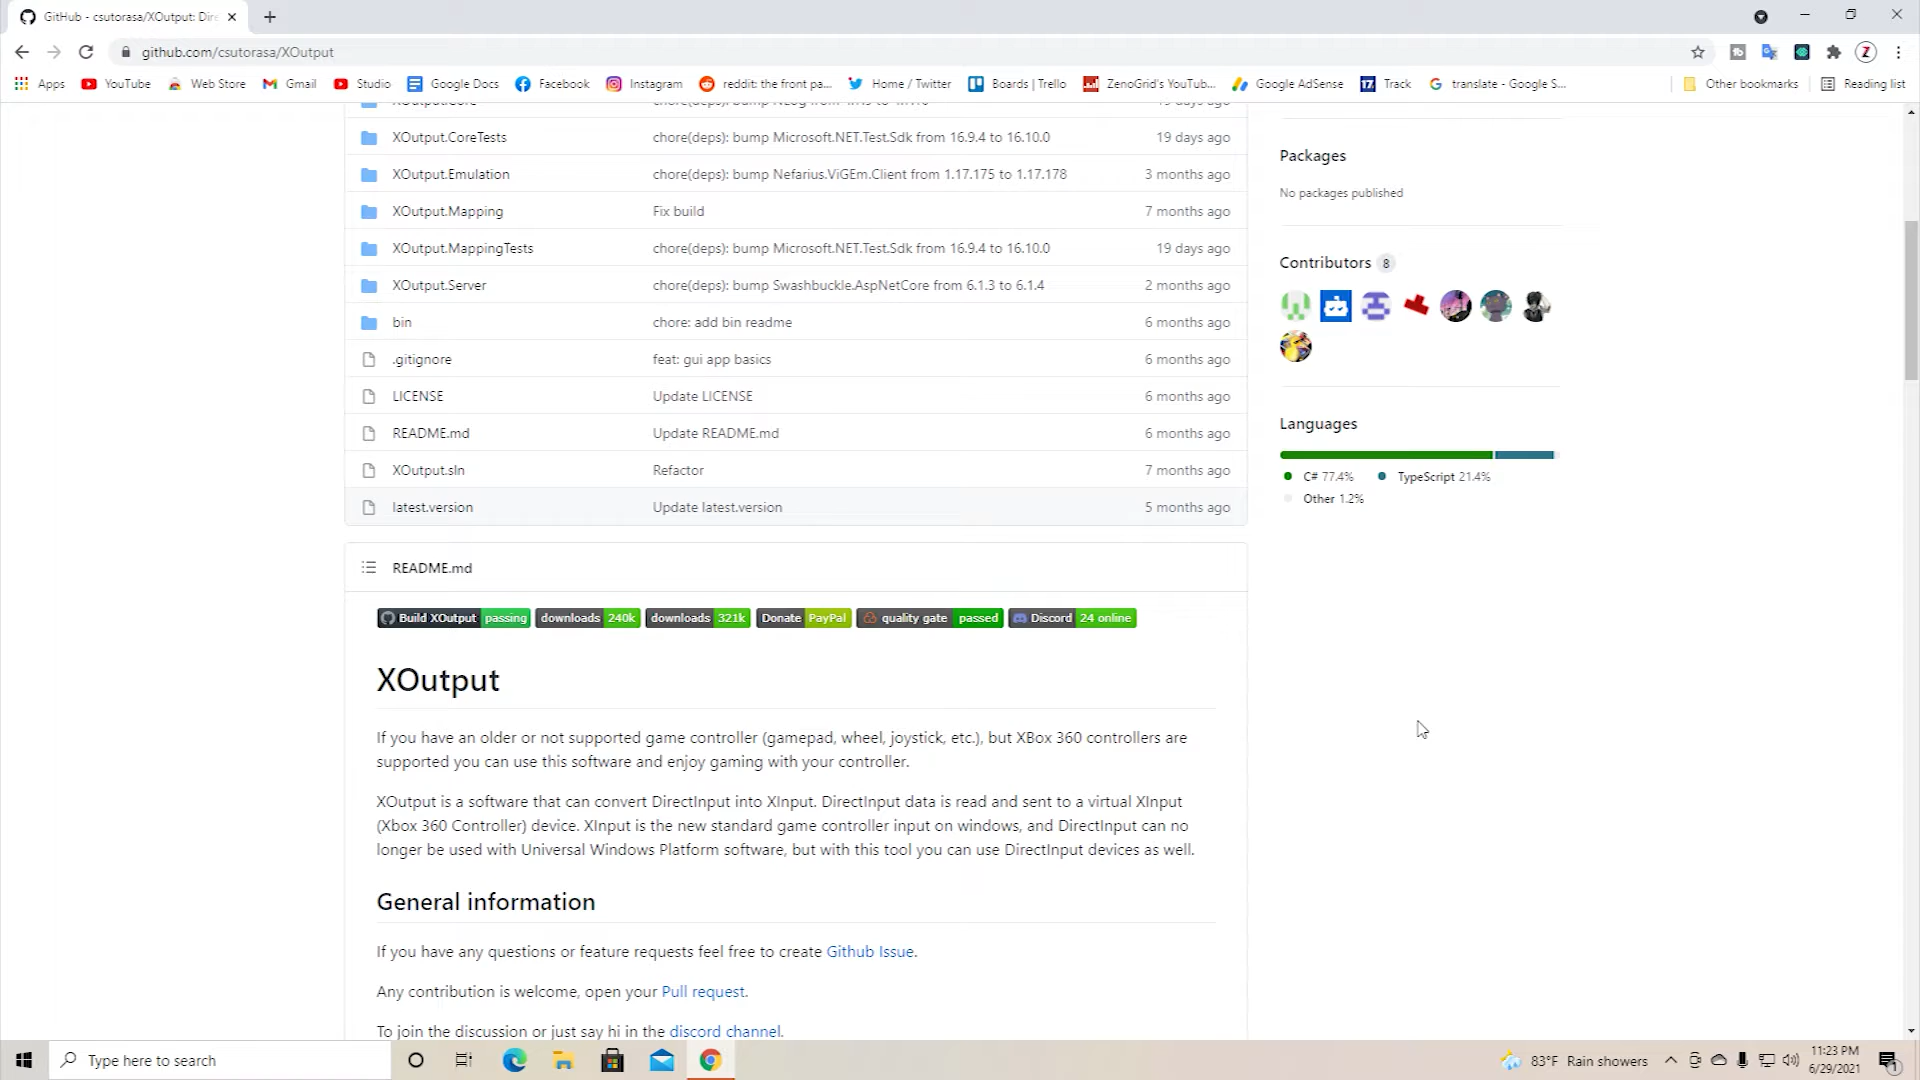 GitHub - csutorasa/XOutput: Dire
github.com/csutorasa/XOutput
Apps YouTube Web Store Gmail Studio Google Docs Facebook Instagram reddit: the front pa... Home / Twitter Boards | Trello ZenoGrid's YouTub... Google AdSense 17 Track translate - Google S... Other bookmarks Reading list
XOutput.CoreTests chore(deps): bump Microsoft.NET.Test.Sdk from 16.9.4 to 16.10.0 19 days ago
XOutput.Emulation chore(deps): bump Nefarius.ViGEm.Client from 1.17.175 to 1.17.178 3 months ago
XOutput.Mapping Fix build 7 months ago
XOutput.MappingTests chore(deps): bump Microsoft.NET.Test.Sdk from 16.9.4 to 16.10.0 19 days ago
XOutput.Server chore(deps): bump Swashbuckle.AspNetCore from 6.1.3 to 6.1.4 2 months ago
bin chore: add bin readme 6 months ago
.gitignore feat: gui app basics 6 months ago
LICENSE Update LICENSE 6 months ago
README.md Update README.md 6 months ago
XOutput.sln Refactor 7 months ago
latest.version Update latest.version 5 months ago
Packages
No packages published
Contributors 8
Languages
C# 77.4% TypeScript 21.4%
Other 1.2%
README.md
Build XOutput passing downloads 240k downloads 321k Donate PayPal quality gate passed Discord 24 online
XOutput
If you have an older or not supported game controller (gamepad, wheel, joystick, etc.), but XBox 360 controllers are
supported you can use this software and enjoy gaming with your controller.
XOutput is a software that can convert DirectInput into XInput. DirectInput data is read and sent to a virtual XInput
(Xbox 360 Controller) device. XInput is the new standard game controller input on windows, and DirectInput can no
longer be used with Universal Windows Platform software, but with this tool you can use DirectInput devices as well.
General information
If you have any questions or feature requests feel free to create Github Issue.
Any contribution is welcome, open your Pull request.
To join the discussion or just say hi in the discord channel.
Type here to search
83°F Rain showers
11:23 PM
6/29/2021
1